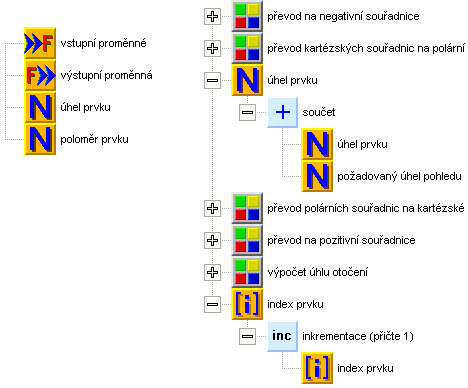 »F vstupní proměnné
F» výstupní proměnná
N úhel prvku
N poloměr prvku
převod na negativní souřadnice
převod kartézských souřadnic na polární
N úhel prvku
+ součet
N úhel prvku
N požadovaný úhel pohledu
převod polárních souřadnic na kartézské
převod na pozitivní souřadnice
výpočet úhlu otočení
[i] index prvku
inc inkrementace (přičte 1)
[i] index prvku